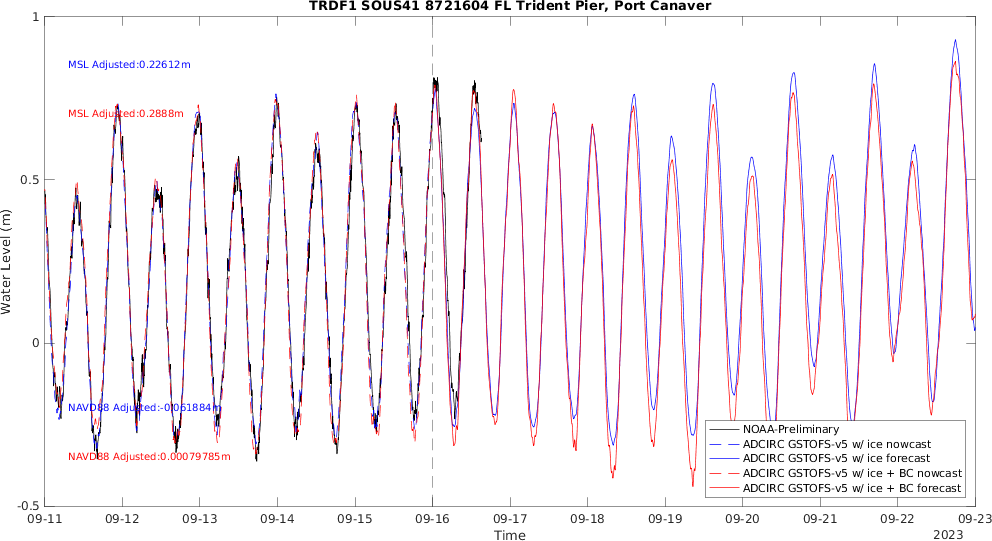 TRDF1 SOUS41 8721604 FL Trident Pier, Port Canaver
1
MSL Adjusted:0.22612m
MSL Adjusted:0.2888m
0.5
Water Level (m)
0
NAVD88 Adjusted:-0.061884m
NAVD88 Adjusted:0.00079785m
-0.5
NOAA-Preliminary
ADCIRC GSTOFS-v5 w/ ice nowcast
ADCIRC GSTOFS-v5 w/ ice forecast
ADCIRC GSTOFS-v5 w/ ice + BC nowcast
ADCIRC GSTOFS-v5 w/ ice + BC forecast
09-11 09-12 09-13 09-14 09-15 09-16 09-17 09-18 09-19 09-20 09-21 09-22 09-23
Time
2023